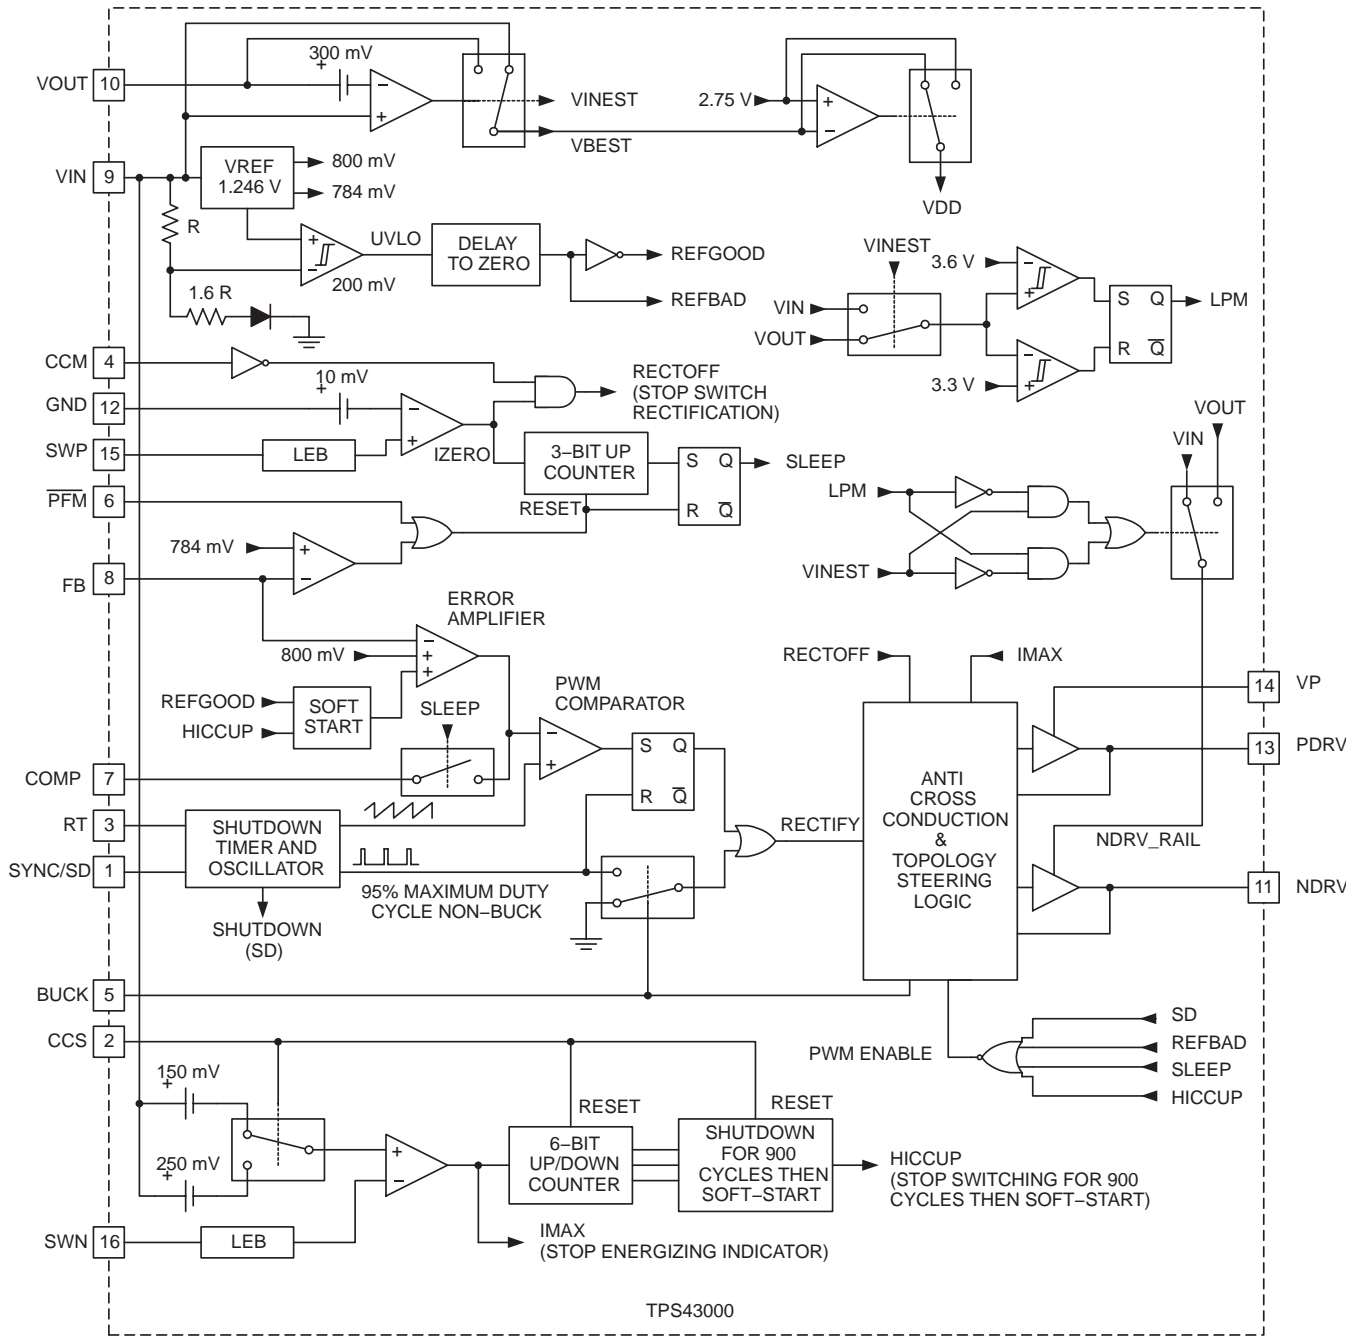 300 mV
+
VOUT 10
−
+
VINEST
VBEST
2.75 V
+
−
VDD
VIN 9
VREF
1.246 V
800 mV
784 mV
R
+
−
200 mV
UVLO
DELAY
TO ZERO
REFGOOD
REFBAD
1.6 R
VINEST
VIN
VOUT
3.6 V
−
+
−
+
3.3 V
S Q
R Q
LPM
CCM 4
10 mV
+
GND 12
−
+
SWP 15
LEB
IZERO
RECTOFF
(STOP SWITCH
RECTIFICATION)
3−BIT UP
COUNTER
RESET
S Q
R Q
SLEEP
PFM 6
784 mV
+
−
FB 8
VOUT
VIN
LPM
VINEST
ERROR
AMPLIFIER
−
+
+
800 mV
REFGOOD
HICCUP
SOFT
START
SLEEP
PWM
COMPARATOR
−
+
S Q
R Q
COMP 7
RT 3
SYNC/SD 1
SHUTDOWN
TIMER AND
OSCILLATOR
SHUTDOWN
(SD)
95% MAXIMUM DUTY
CYCLE NON−BUCK
RECTIFY
RECTOFF
IMAX
ANTI
CROSS
CONDUCTION
&
TOPOLOGY
STEERING
LOGIC
14 VP
13 PDRV
NDRV_RAIL
11 NDRV
BUCK 5
CCS 2
PWM ENABLE
SD
REFBAD
SLEEP
HICCUP
150 mV
+
250 mV
+
+
−
RESET
6−BIT
UP/DOWN
COUNTER
RESET
SHUTDOWN
FOR 900
CYCLES THEN
SOFT−START
HICCUP
(STOP SWITCHING FOR 900
CYCLES THEN SOFT−START)
SWN 16
LEB
IMAX
(STOP ENERGIZING INDICATOR)
TPS43000